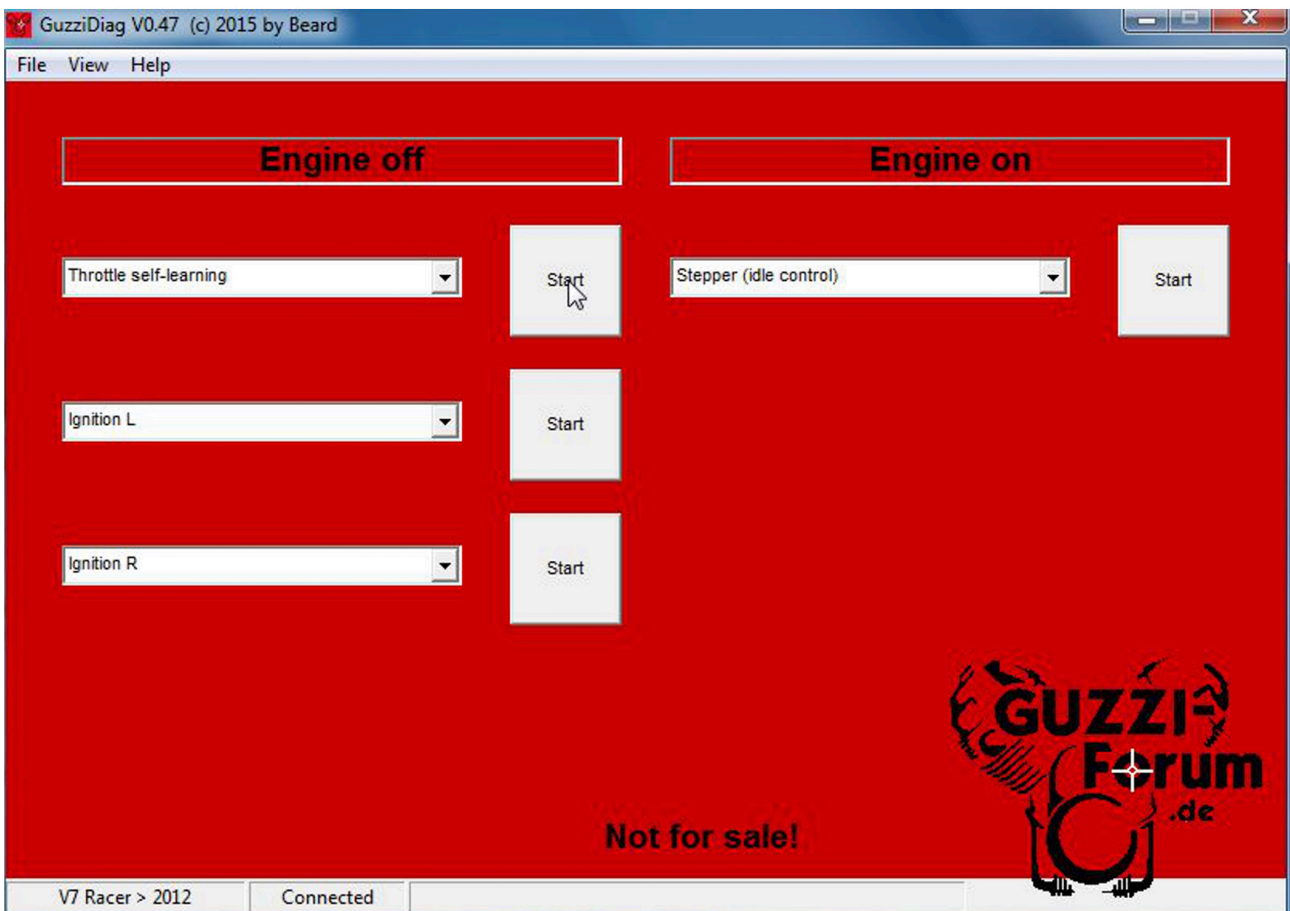 GuzziDiag V0.47 (c) 2015 by Beard
File View Help
Engine off
Engine on
Throttle self-learning
Start
Stepper (idle control)
Start
Ignition L
Start
Ignition R
Start
GUZZI-
Forum
.de
Not for sale!
V7 Racer > 2012
Connected